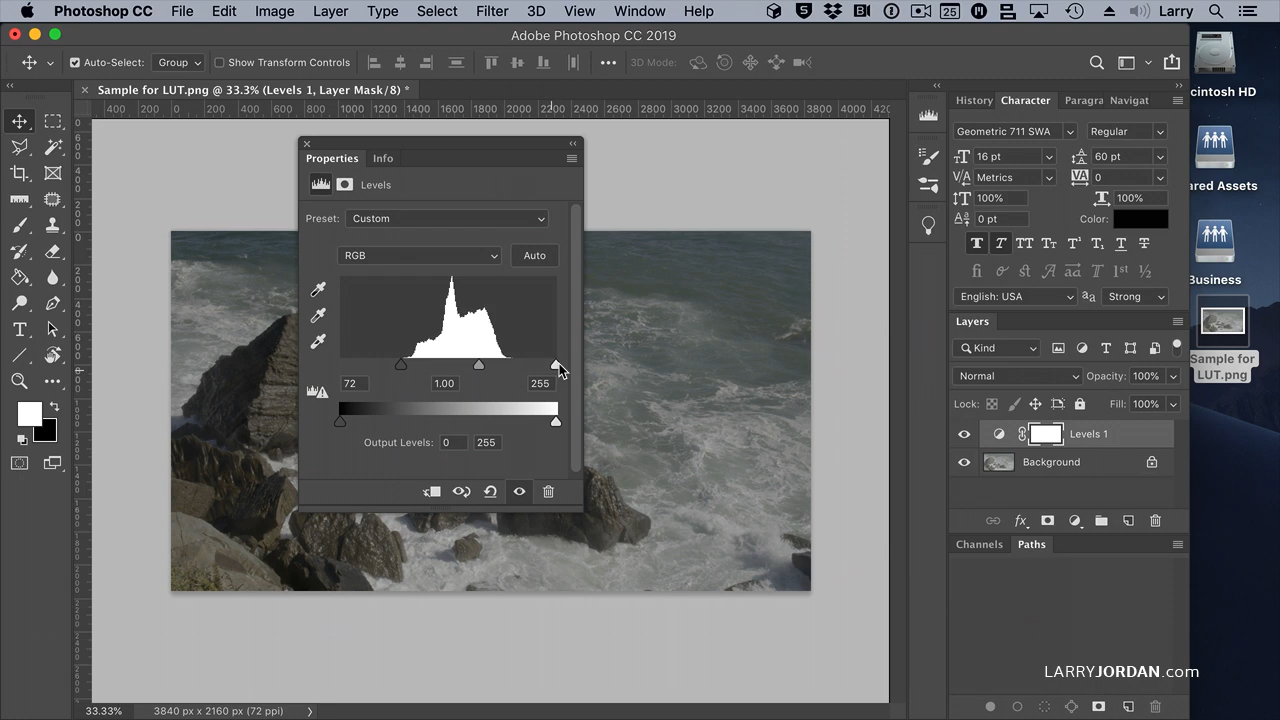 Photoshop CC File Edit Image Layer Type Select Filter 3D View Window Help 25 Larry
Adobe Photoshop CC 2019
Auto-Select: Group Show Transform Controls 3D Mode:
Sample for LUT.png @ 33.3% (Levels 1, Layer Mask/8) *
400 200 0 200 400 600 800 1000 1200 1400 1600 1800 2000 2200 2400 2600 2800 3000 3200 3400 3600 3800 4000 420
Properties Info
Levels
Preset: Custom
RGB Auto
72 1.00 255
Output Levels: 0 255
History Character Paragra Navigat
Geometric 711 SWA Regular
16 pt 60 pt
Metrics 0
100% 100%
0 pt Color:
English: USA aa Strong
Layers
Kind
Normal Opacity: 100%
Lock: Fill: 100%
Levels 1
Background
Channels Paths
cintosh HD
ared Assets
Business
Sample for
LUT.png
LARRYJORDAN.com
33.33% 3840 px x 2160 px (72 ppi)